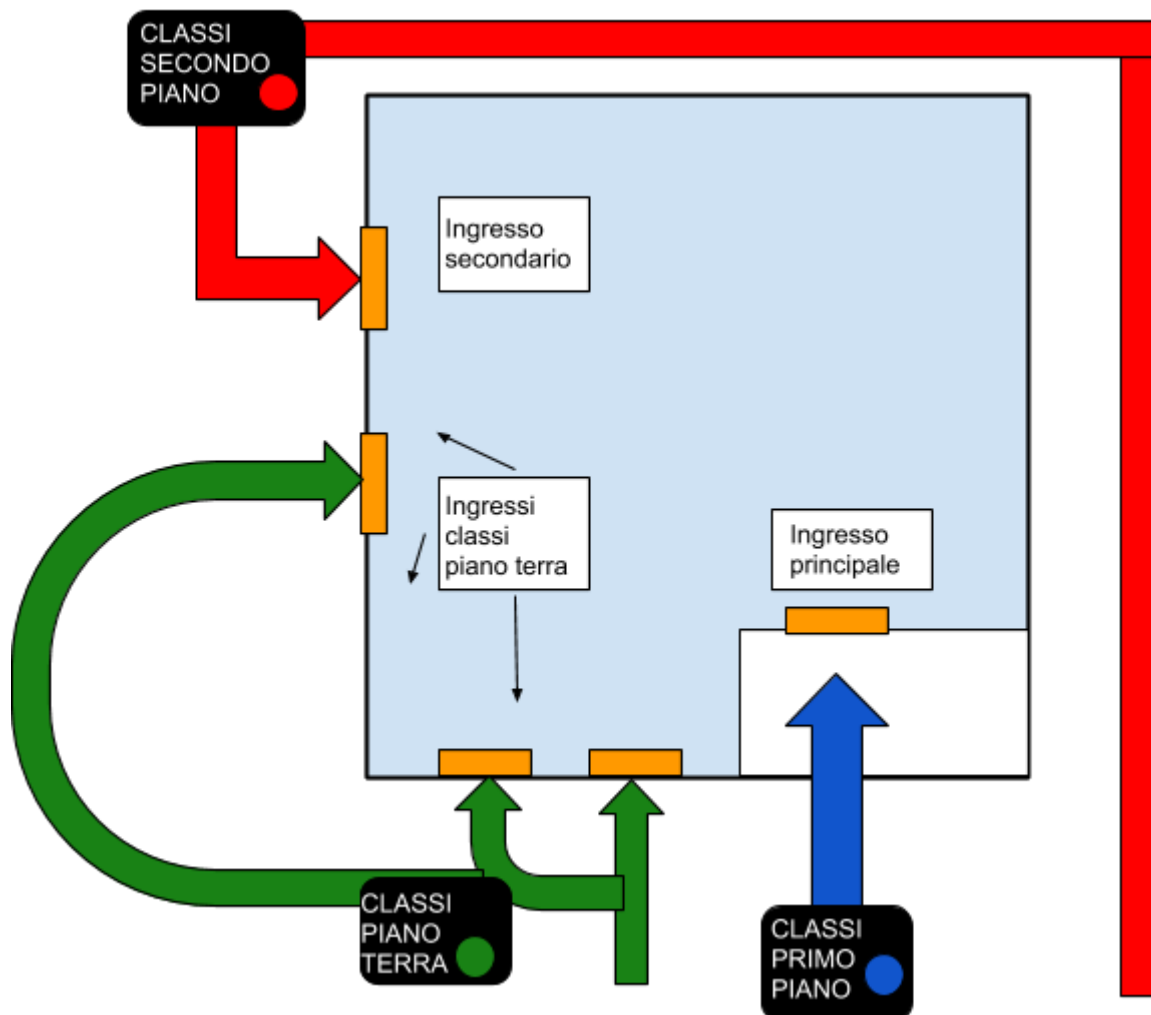 CLASSI
SECONDO
PIANO
Ingresso
secondario
Ingressi
classi
piano terra
Ingresso
principale
CLASSI
PIANO
TERRA
CLASSI
PRIMO
PIANO